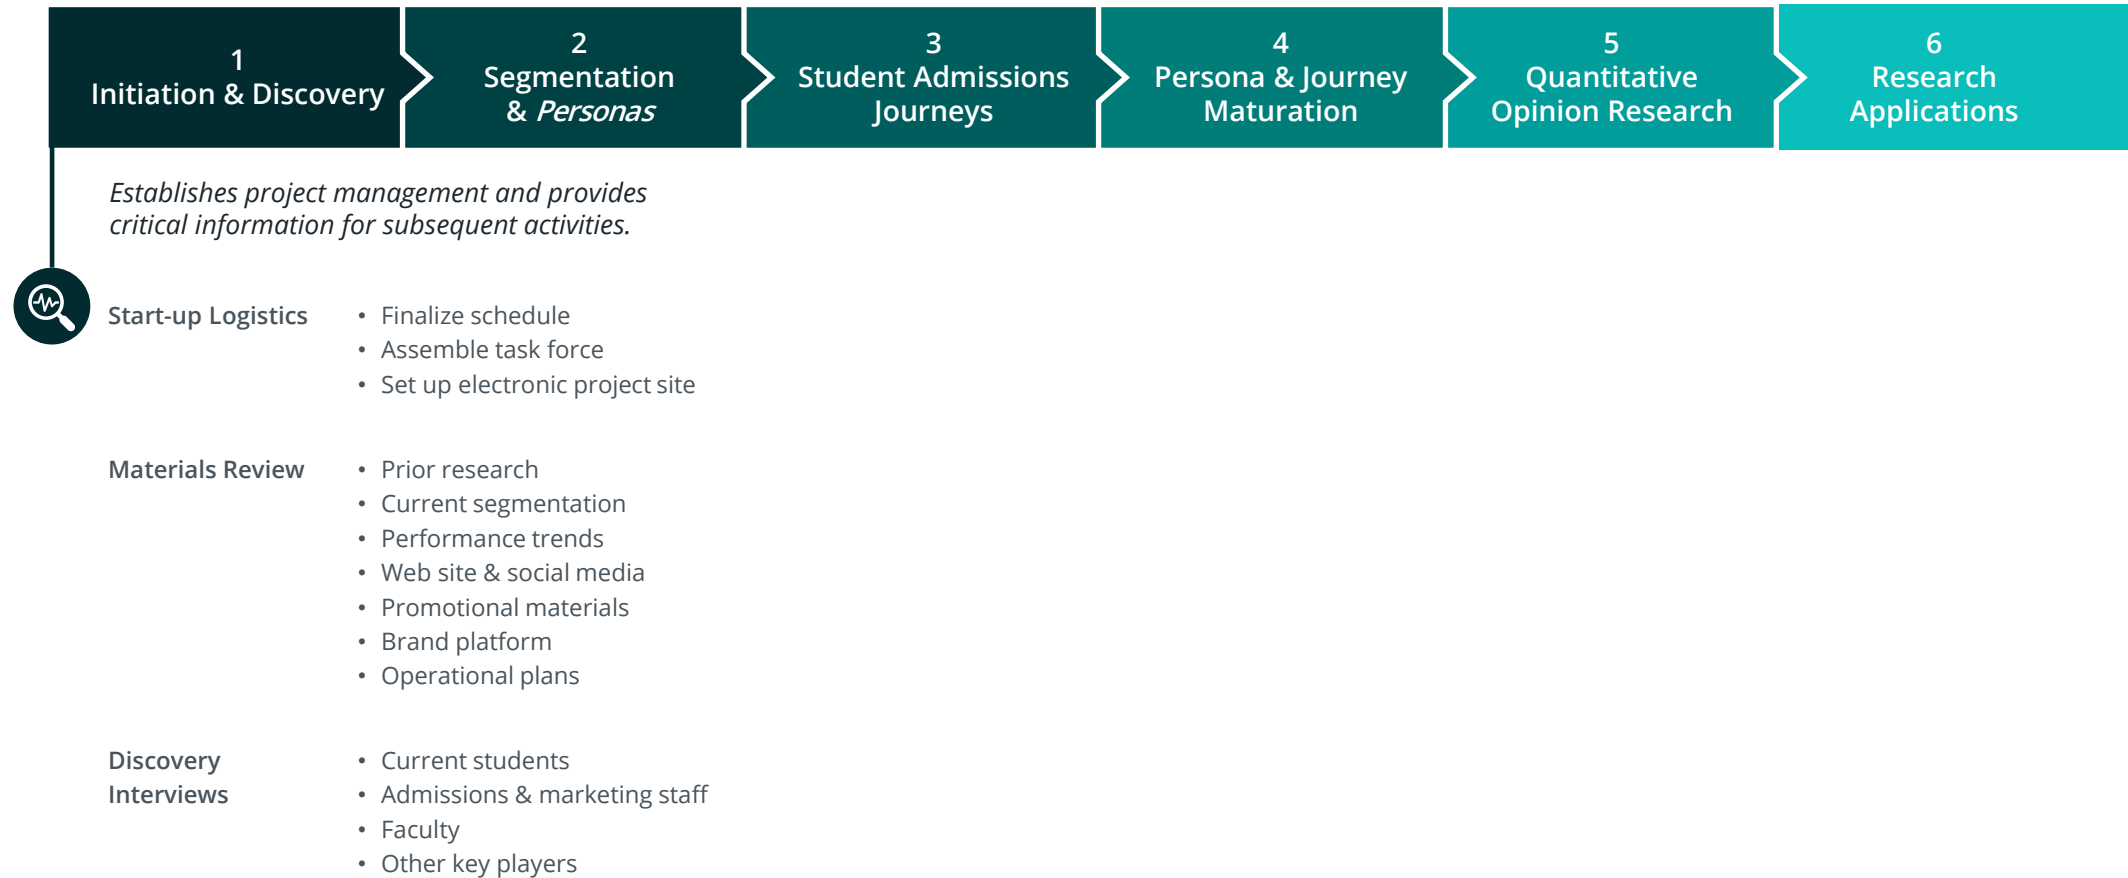 1
Initiation & Discovery
2
Segmentation
& Personas
3
Student Admissions
Journeys
4
Persona & Journey
Maturation
5
Quantitative
Opinion Research
6
Research
Applications
Establishes project management and provides
critical information for subsequent activities.
Start-up Logistics
• Finalize schedule
• Assemble task force
• Set up electronic project site
Materials Review
• Prior research
• Current segmentation
• Performance trends
• Web site & social media
• Promotional materials
• Brand platform
• Operational plans
Discovery
Interviews
• Current students
• Admissions & marketing staff
• Faculty
• Other key players